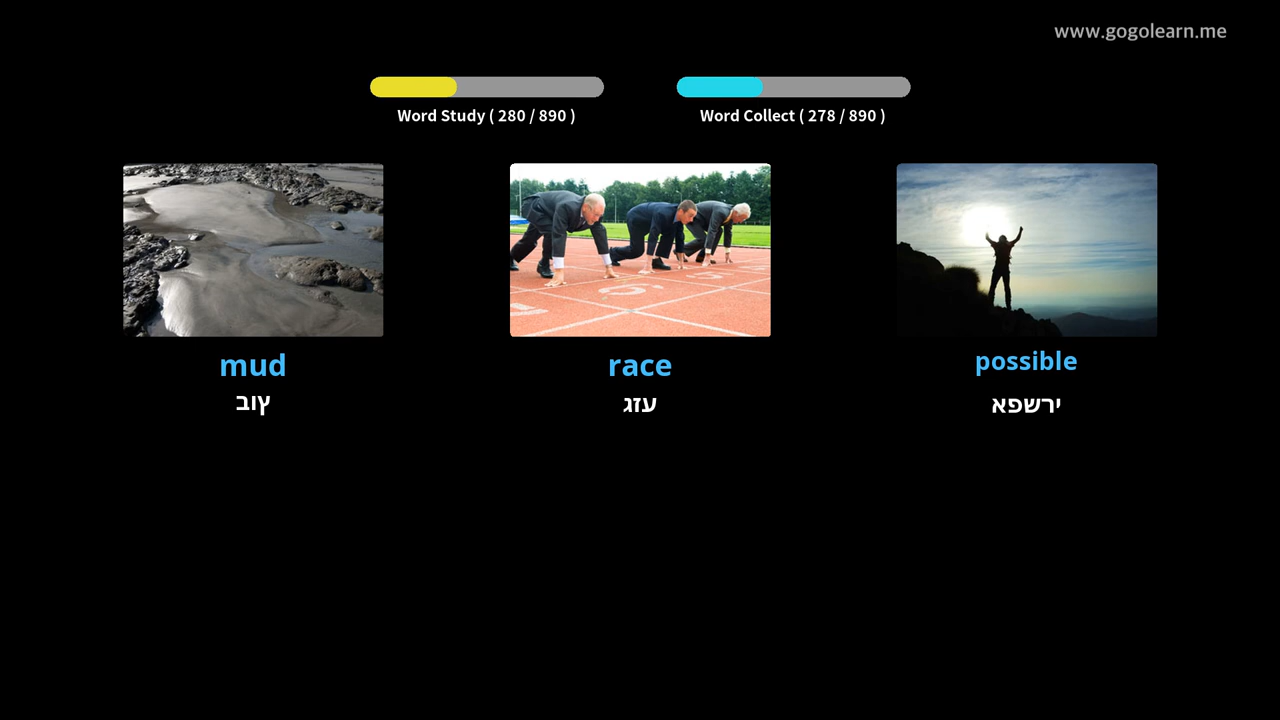 www.gogolearn.me
Word Study ( 280 / 890 )
Word Collect ( 278 / 890 )
mud
ץוב
race
עזג
possible
ירשפא